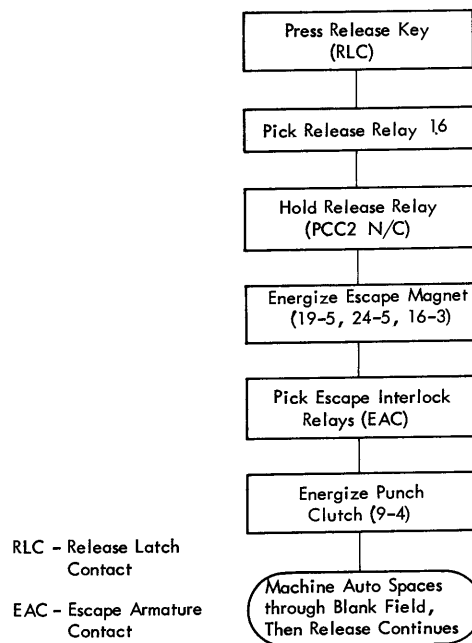 Press Release Key
(RLC)
Pick Release Relay 16
Hold Release Relay
(PCC2 N/C)
Energize Escape Magnet
(19-5, 24-5, 16-3)
Pick Escape Interlock
Relays (EAC)
Energize Punch
Clutch (9-4)
Machine Auto Spaces
through Blank Field,
Then Release Continues
RLC - Release Latch
Contact
EAC - Escape Armature
Contact